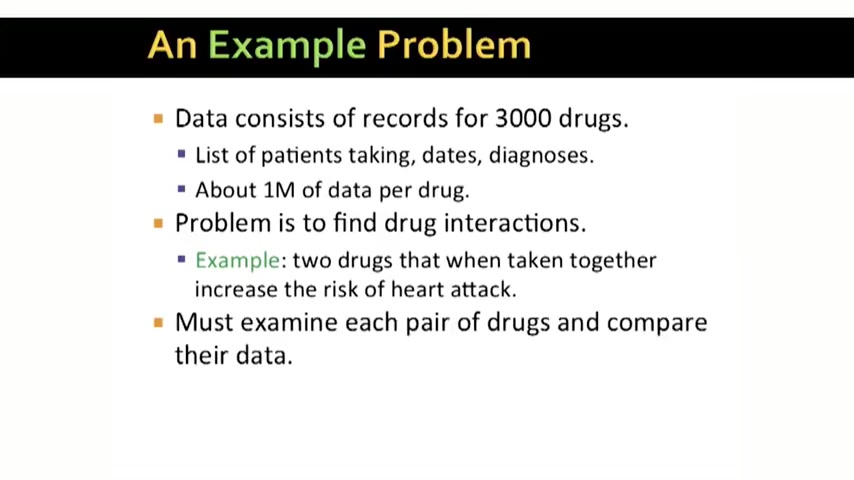 An Example Problem
Data consists of records for 3000 drugs.
List of patients taking, dates, diagnoses.
About 1M of data per drug.
Problem is to find drug interactions.
Example: two drugs that when taken together
increase the risk of heart attack.
Must examine each pair of drugs and compare
their data.